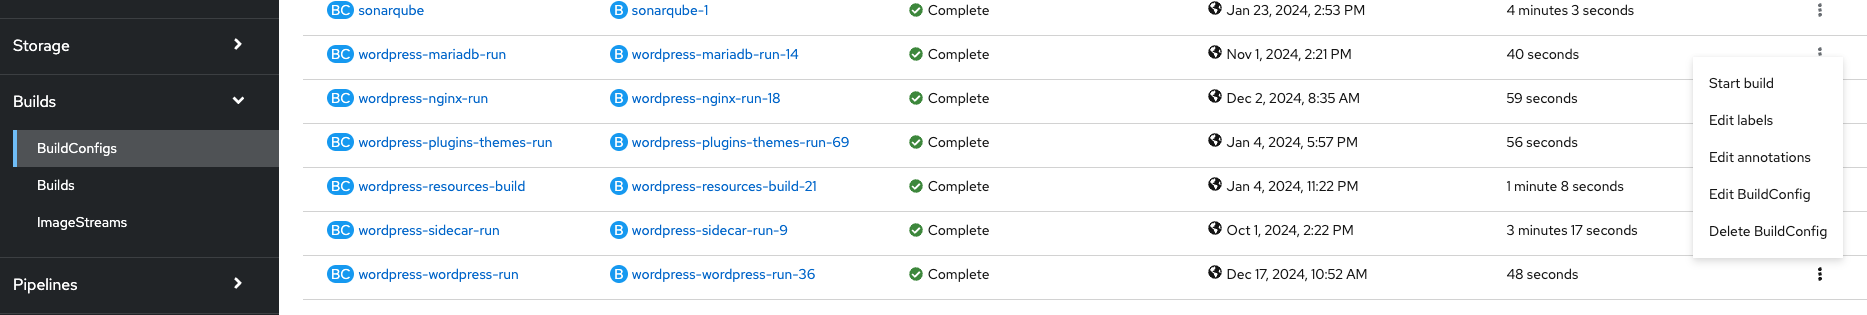 BC sonarqube B sonarqube-1 Complete Jan 23, 2024, 2:53 PM 4 minutes 3 seconds
Storage
BC wordpress-mariadb-run B wordpress-mariadb-run-14 Complete Nov 1, 2024, 2:21 PM 40 seconds
Start build
Builds
BC wordpress-nginx-run B wordpress-nginx-run-18 Complete Dec 2, 2024, 8:35 AM 59 seconds
Edit labels
BuildConfigs
BC wordpress-plugins-themes-run B wordpress-plugins-themes-run-69 Complete Jan 4, 2024, 5:57 PM 56 seconds
Edit annotations
Builds
BC wordpress-resources-build B wordpress-resources-build-21 Complete Jan 4, 2024, 11:22 PM 1 minute 8 seconds
Edit BuildConfig
ImageStreams
BC wordpress-sidecar-run B wordpress-sidecar-run-9 Complete Oct 1, 2024, 2:22 PM 3 minutes 17 seconds
Delete BuildConfig
Pipelines
BC wordpress-wordpress-run B wordpress-wordpress-run-36 Complete Dec 17, 2024, 10:52 AM 48 seconds